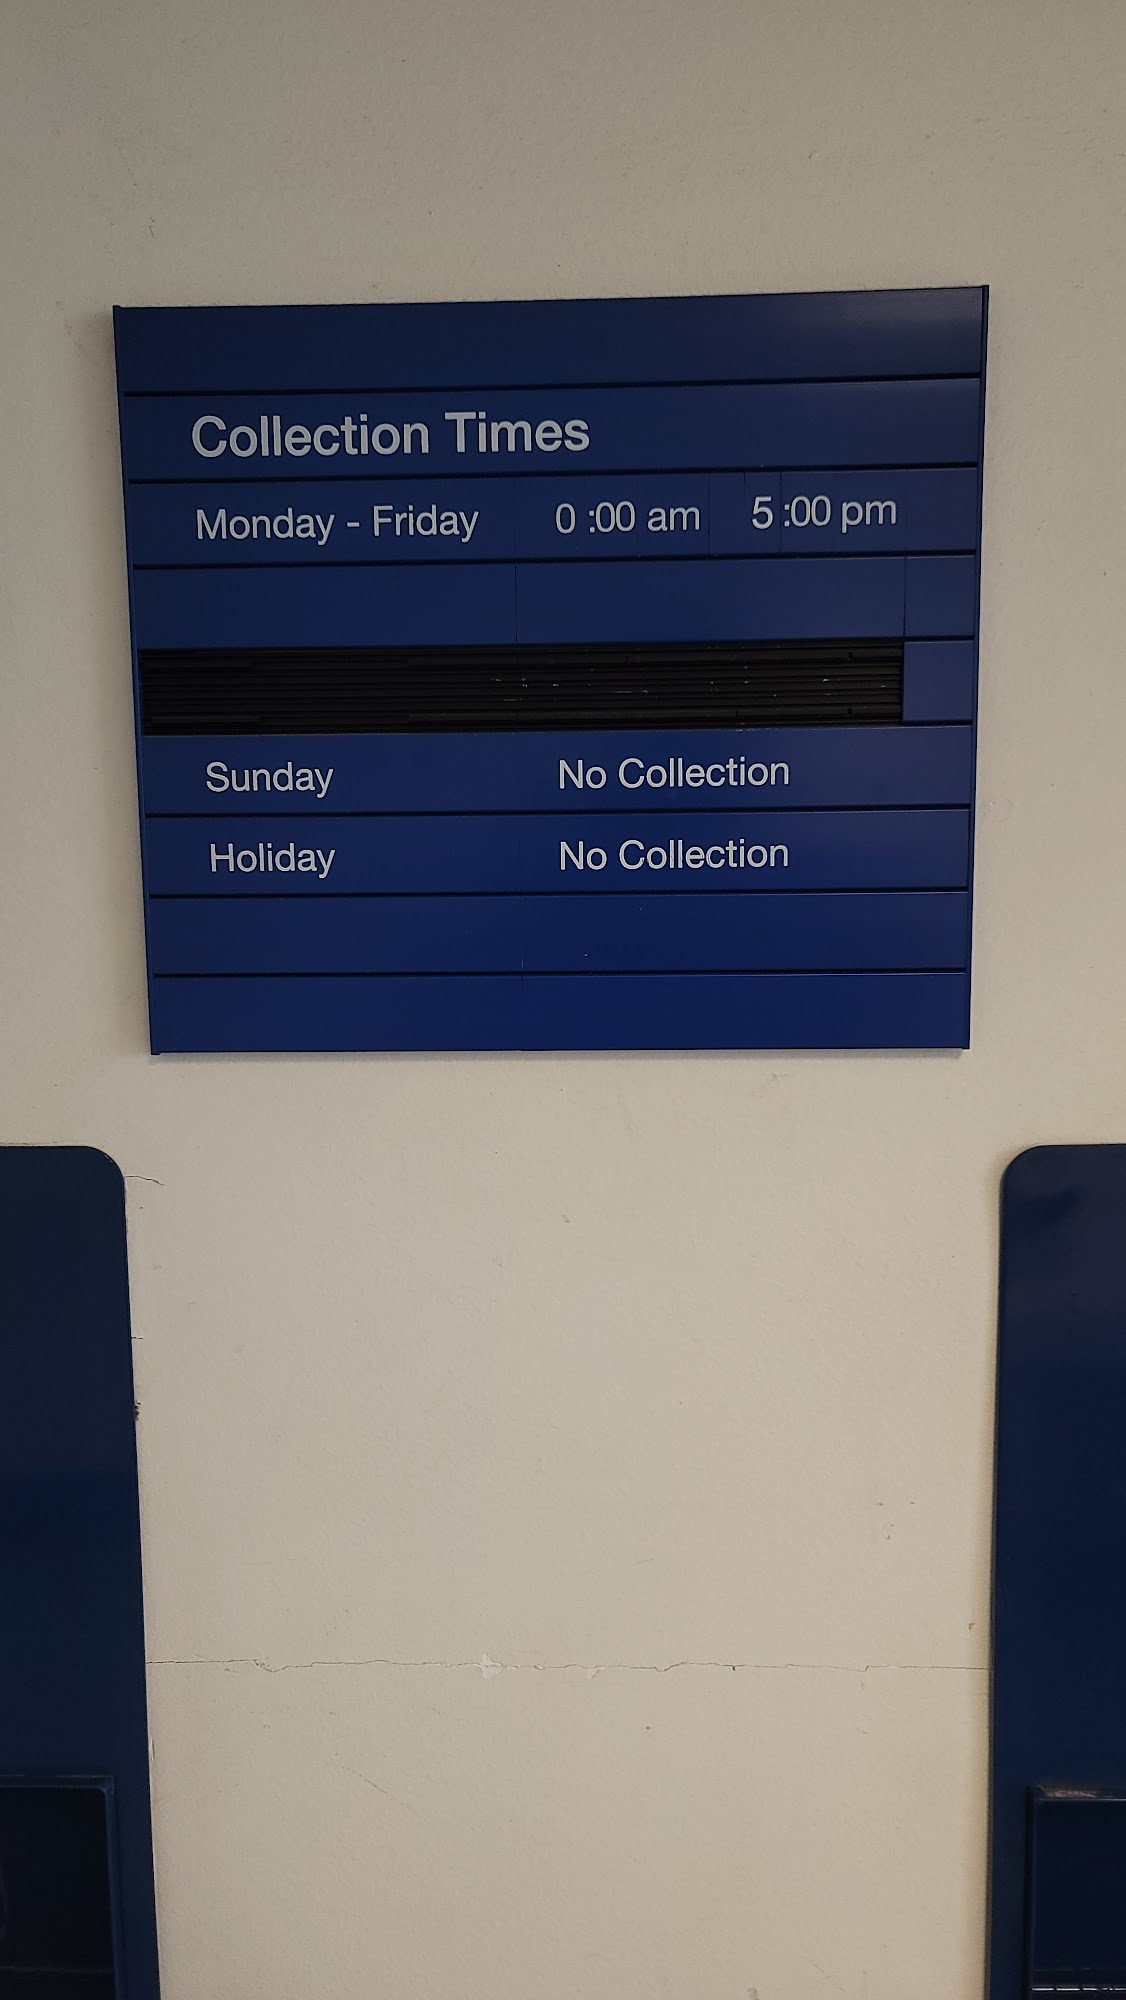 Collection Times
Monday - Friday 0 :00 am 5 :00 pm
Sunday No Collection
Holiday No Collection